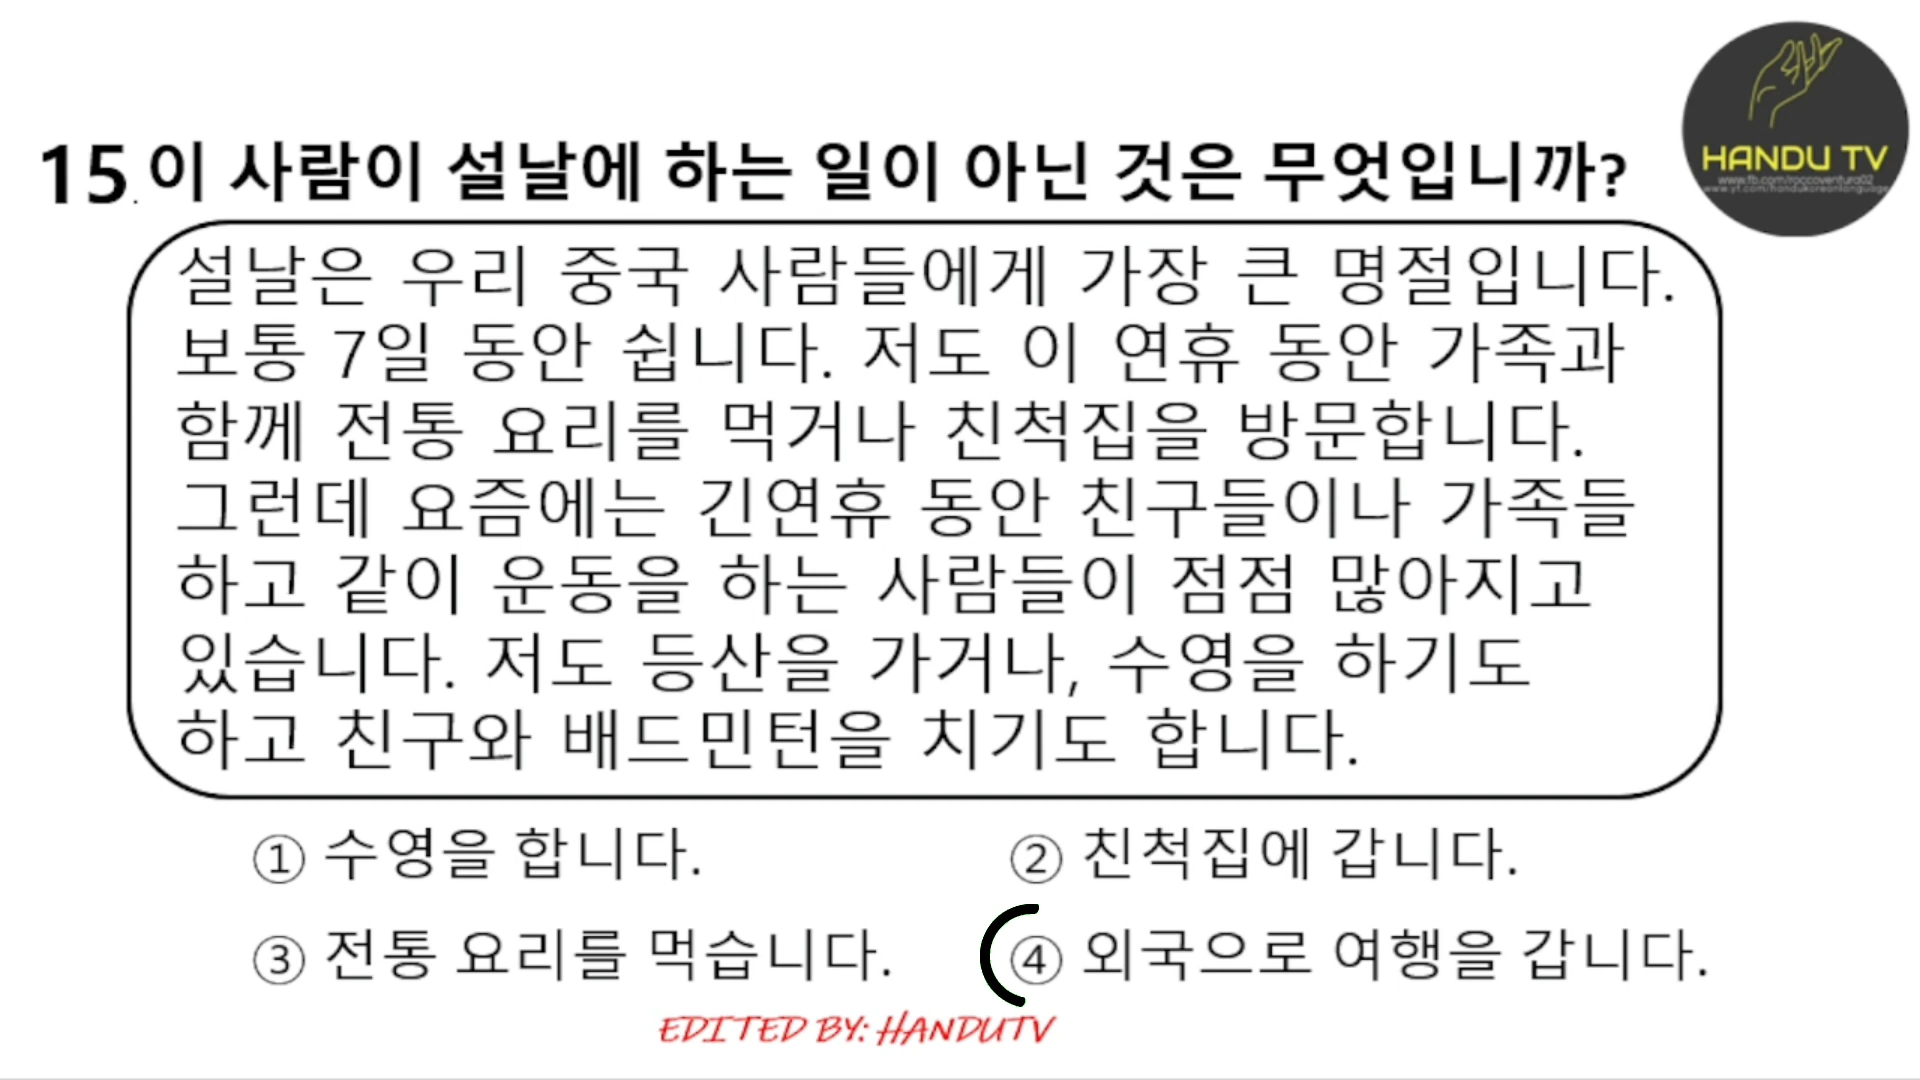 HANDU TV
www.fb.com/roccoventura02
www.yt.com/handukoreanlanguage
15. 이 사람이 설날에 하는 일이 아닌 것은 무엇입니까?
설날은 우리 중국 사람들에게 가장 큰 명절입니다.
보통 7일 동안 쉽니다. 저도 이 연휴 동안 가족과
함께 전통 요리를 먹거나 친척집을 방문합니다.
그런데 요즘에는 긴연휴 동안 친구들이나 가족들
하고 같이 운동을 하는 사람들이 점점 많아지고
있습니다. 저도 등산을 가거나, 수영을 하기도
하고 친구와 배드민턴을 치기도 합니다.
① 수영을 합니다. ② 친척집에 갑니다.
③ 전통 요리를 먹습니다. ④ 외국으로 여행을 갑니다.
EDITED BY: HANDUTV